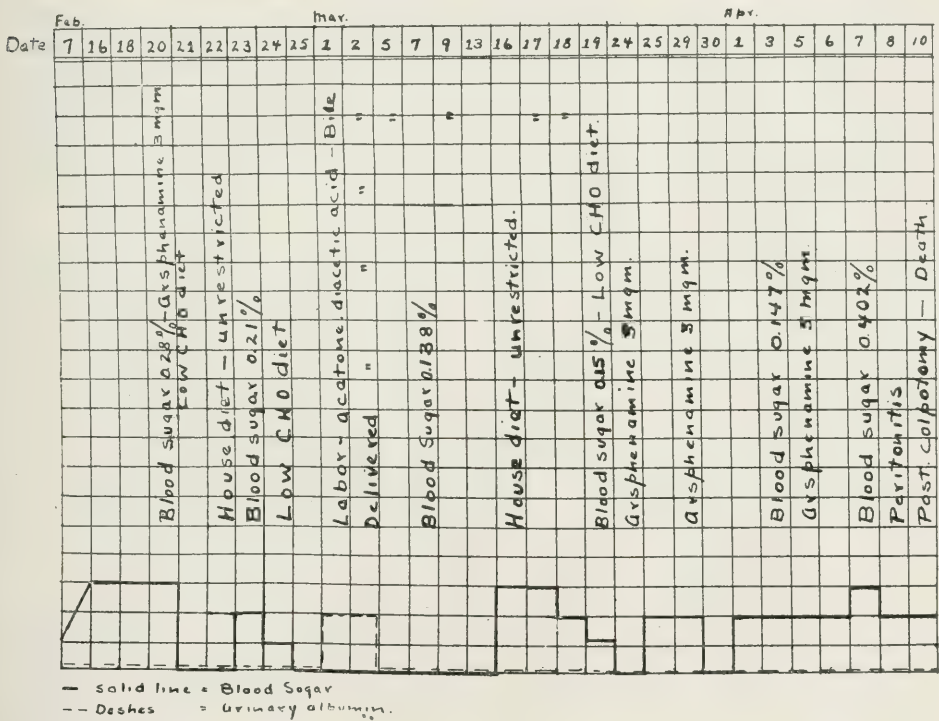 Feb. Mar. Apr.
Date 7 16 18 20 21 22 23 24 25 1 2 5 7 9 13 16 17 18 19 24 25 29 30 1 3 5 6 7 8 10
Blood sugar 0.28%-Arsphenamine 3 mgm
Low CHO diet
House diet - unrestricted
Blood sugar 0.21%
Low CHO diet
Labor - acetone. diacetic acid - Bile
Delivered " " " "
"
Blood Sugar 0.138%
"
House diet - unrestricted.
"
"
Blood sugar 0.15% - Low CHO diet.
Arsphenamine 5 mgm.
Arsphenamine 3 mgm.
Blood sugar 0.147%
Arsphenamine 3 mgm
Blood sugar 0.402%
Peritonitis
Post. colpotomy - Death
— solid line = Blood Sugar
-- Dashes = Urinary albumin.
"